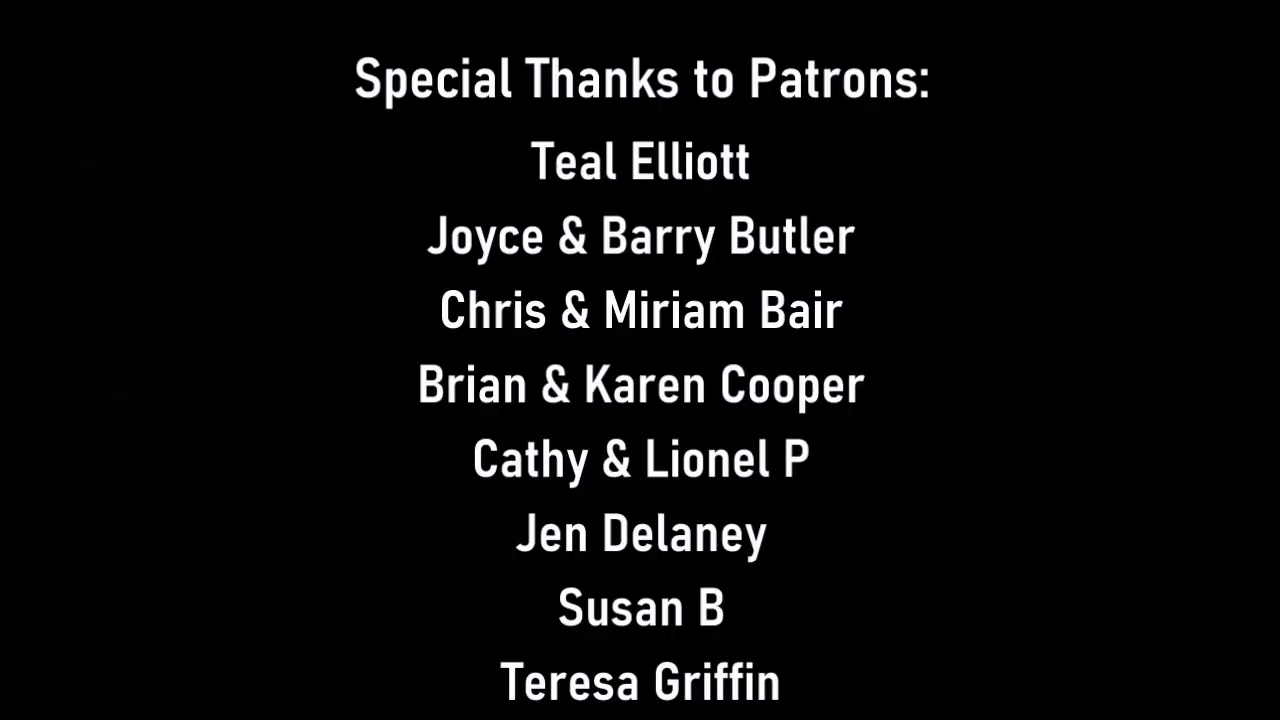 Special Thanks to Patrons:
Teal Elliott
Joyce & Barry Butler
Chris & Miriam Bair
Brian & Karen Cooper
Cathy & Lionel P
Jen Delaney
Susan B
Teresa Griffin